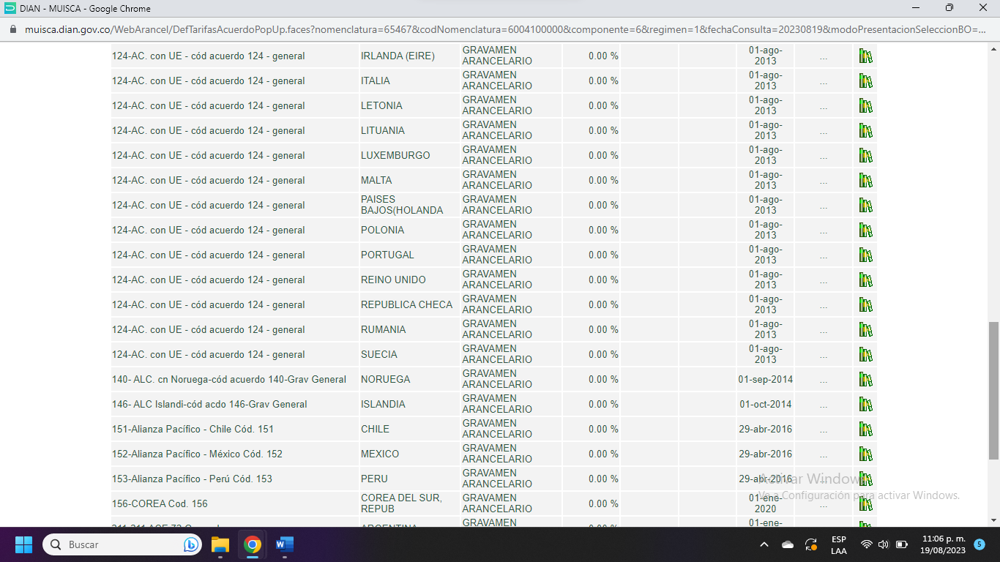 DIAN - MUISCA - Google Chrome
muisca.dian.gov.co/WebArancel/DefTarifasAcuerdoPopUp.faces?nomenclatura=65467&codNomenclatura=6004100000&componente=6&regimen=1&fechaConsulta=20230819&modoPresentacionSeleccionBO=...
124-AC. con UE - cód acuerdo 124 - general IRLANDA (EIRE) GRAVAMEN ARANCELARIO 0.00 % 01-ago-2013 ...
124-AC. con UE - cód acuerdo 124 - general ITALIA GRAVAMEN ARANCELARIO 0.00 % 01-ago-2013 ...
124-AC. con UE - cód acuerdo 124 - general LETONIA GRAVAMEN ARANCELARIO 0.00 % 01-ago-2013 ...
124-AC. con UE - cód acuerdo 124 - general LITUANIA GRAVAMEN ARANCELARIO 0.00 % 01-ago-2013 ...
124-AC. con UE - cód acuerdo 124 - general LUXEMBURGO GRAVAMEN ARANCELARIO 0.00 % 01-ago-2013 ...
124-AC. con UE - cód acuerdo 124 - general MALTA GRAVAMEN ARANCELARIO 0.00 % 01-ago-2013 ...
124-AC. con UE - cód acuerdo 124 - general PAISES BAJOS(HOLANDA GRAVAMEN ARANCELARIO 0.00 % 01-ago-2013 ...
124-AC. con UE - cód acuerdo 124 - general POLONIA GRAVAMEN ARANCELARIO 0.00 % 01-ago-2013 ...
124-AC. con UE - cód acuerdo 124 - general PORTUGAL GRAVAMEN ARANCELARIO 0.00 % 01-ago-2013 ...
124-AC. con UE - cód acuerdo 124 - general REINO UNIDO GRAVAMEN ARANCELARIO 0.00 % 01-ago-2013 ...
124-AC. con UE - cód acuerdo 124 - general REPUBLICA CHECA GRAVAMEN ARANCELARIO 0.00 % 01-ago-2013 ...
124-AC. con UE - cód acuerdo 124 - general RUMANIA GRAVAMEN ARANCELARIO 0.00 % 01-ago-2013 ...
124-AC. con UE - cód acuerdo 124 - general SUECIA GRAVAMEN ARANCELARIO 0.00 % 01-ago-2013 ...
140- ALC. cn Noruega-cód acuerdo 140-Grav General NORUEGA GRAVAMEN ARANCELARIO 0.00 % 01-sep-2014 ...
146- ALC Islandi-cód acdo 146-Grav General ISLANDIA GRAVAMEN ARANCELARIO 0.00 % 01-oct-2014 ...
151-Alianza Pacífico - Chile Cód. 151 CHILE GRAVAMEN ARANCELARIO 0.00 % 29-abr-2016 ...
152-Alianza Pacífico - México Cód. 152 MEXICO GRAVAMEN ARANCELARIO 0.00 % 29-abr-2016 ...
153-Alianza Pacífico - Perú Cód. 153 PERU GRAVAMEN ARANCELARIO 0.00 % 29-abr-2016 ...
156-COREA Cod. 156 COREA DEL SUR, REPUB GRAVAMEN ARANCELARIO 0.00 % 01-ene-2020 ...
ARGENTINA GRAVAMEN 0.00 % 01-ene-
Activar Windows
Ve a Configuración para activar Windows.
Buscar
ESP
LAA
11:06 p. m.
19/08/2023
5